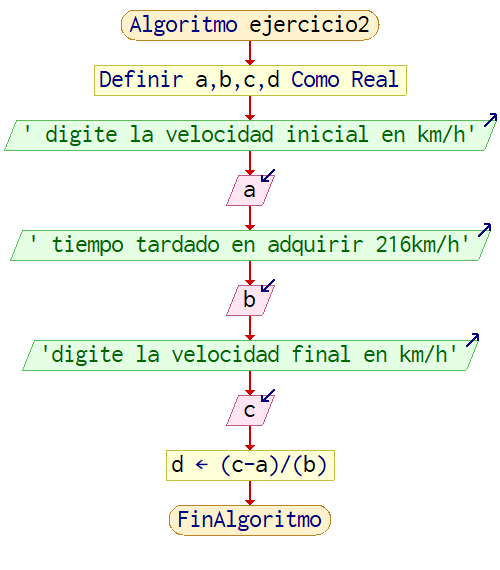 Algoritmo ejercicio2
Definir a,b,c,d Como Real
' digite la velocidad inicial en km/h'
a
' tiempo tardado en adquirir 216km/h'
b
'digite la velocidad final en km/h'
c
d ← (c-a)/(b)
FinAlgoritmo